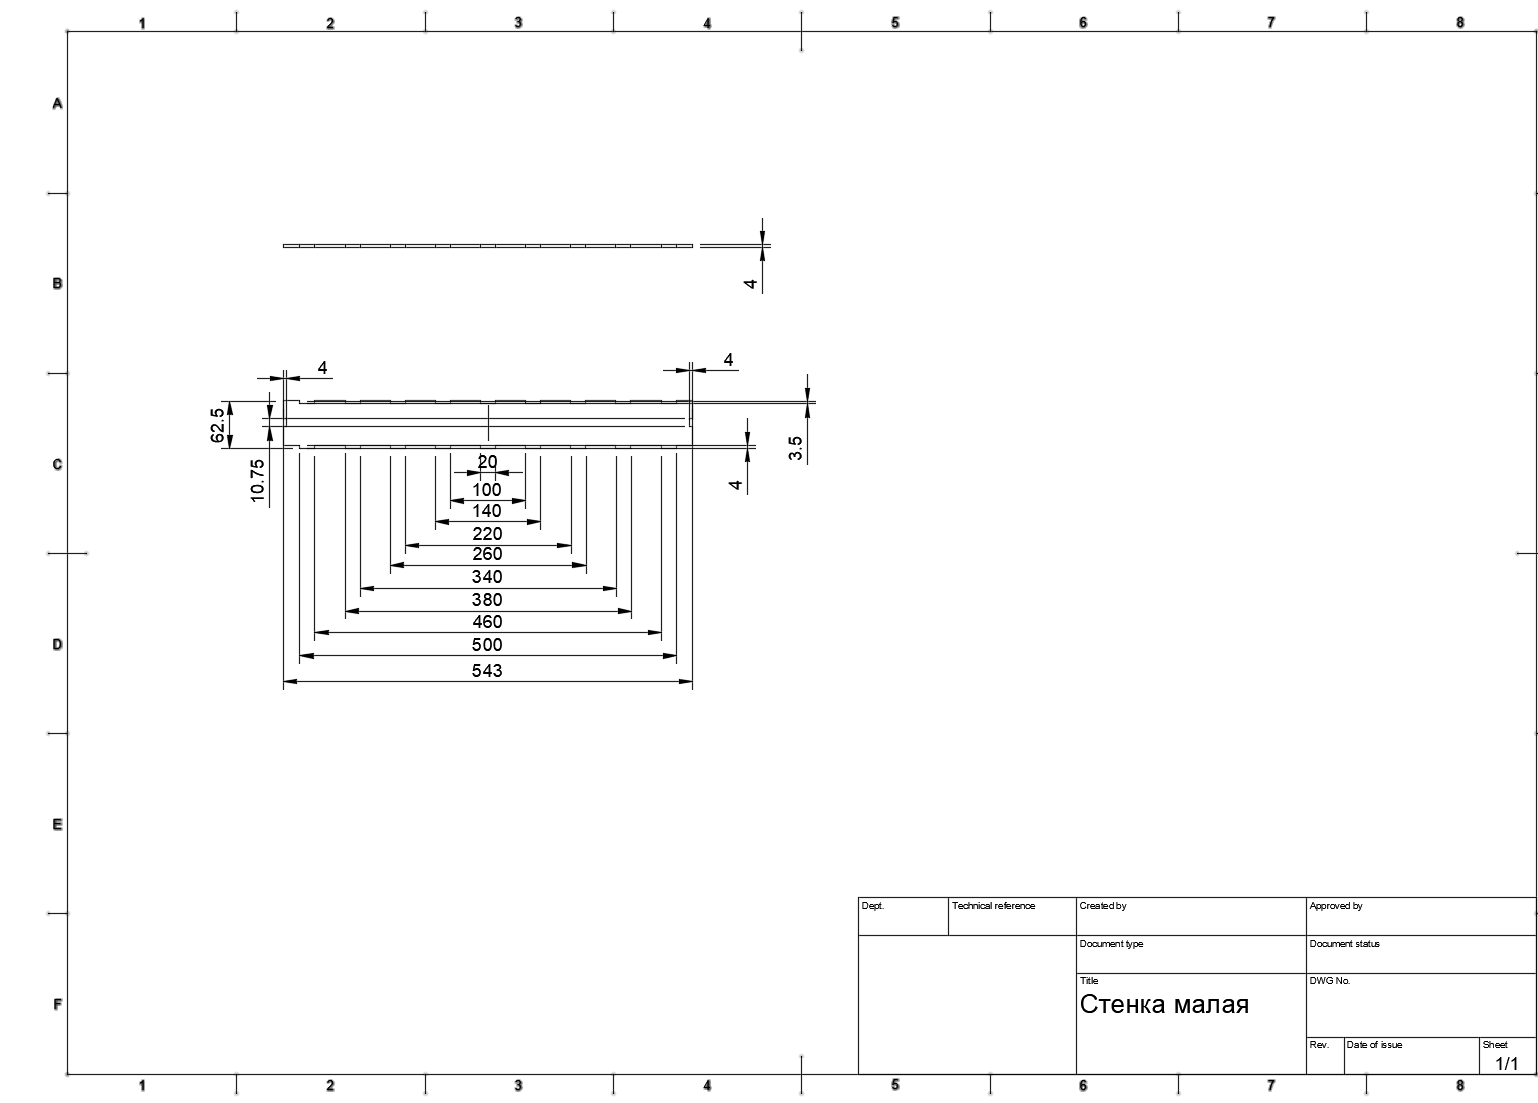 1 2 3 4 5 6 7 8
A
B
4
4 4
62.5
10.75
3.5
4
C
20
100
140
220
260
340
380
460
500
543
D
E
Dept. Technical reference Created by Approved by
Document type Document status
Title DWG No.
Стенка малая
F
Rev. Date of issue Sheet
1/1
1 2 3 4 5 6 7 8